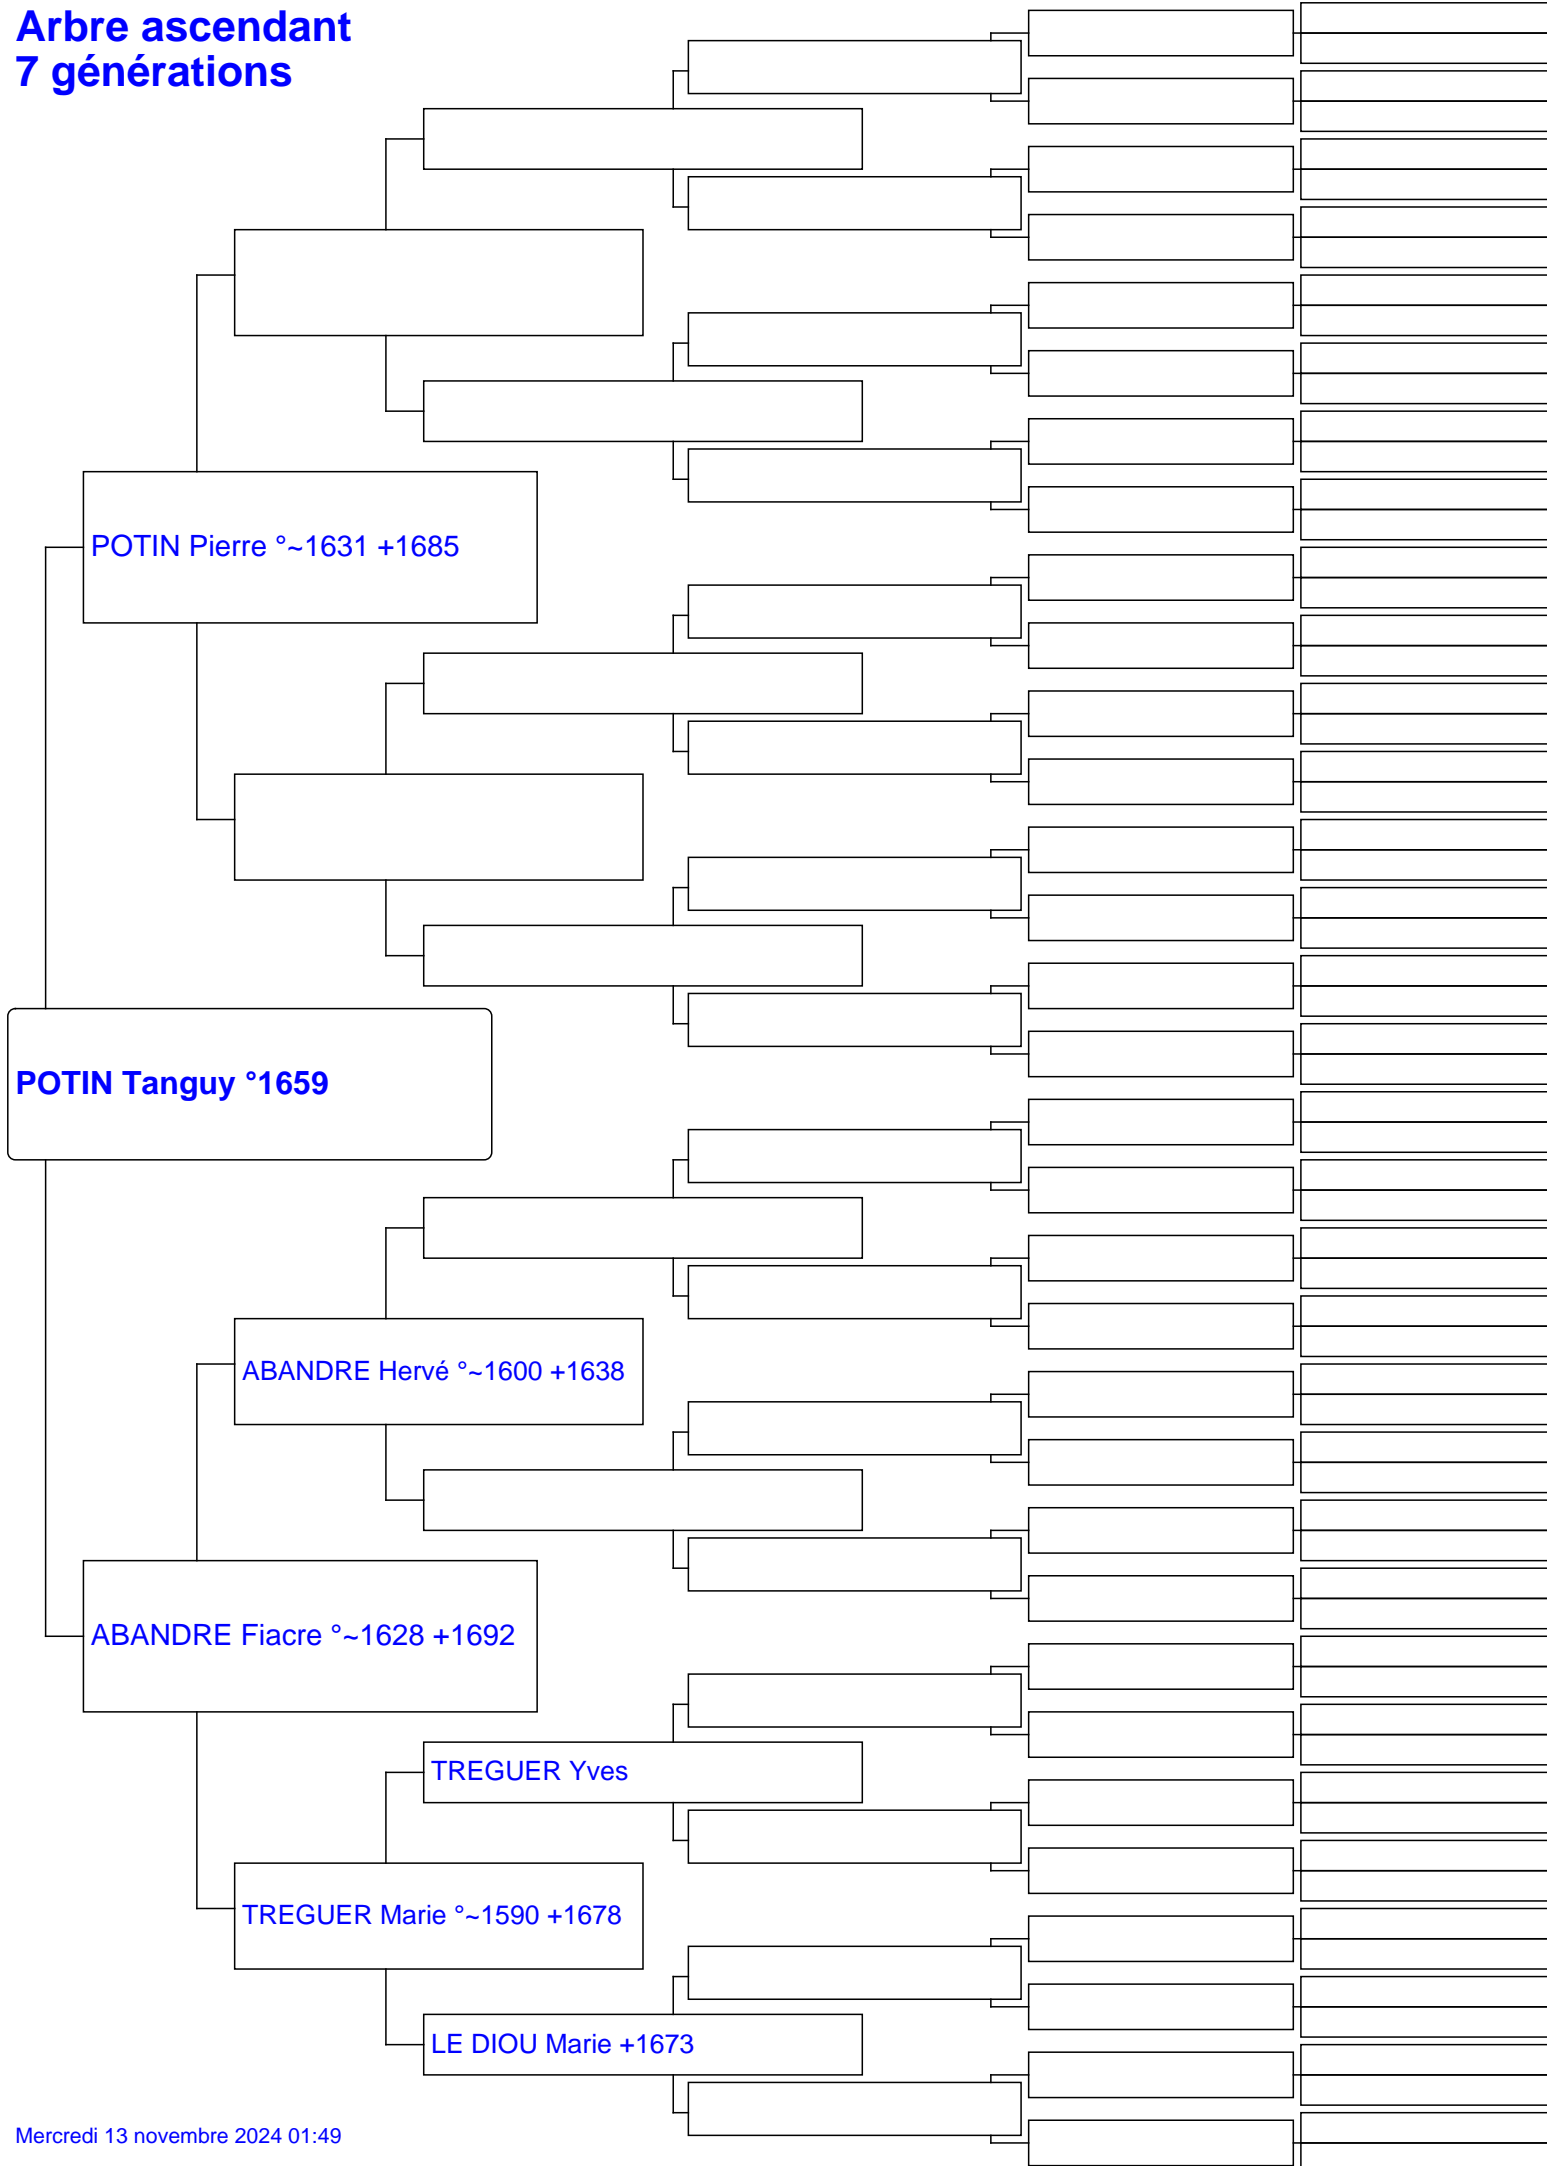 Arbre ascendant
7 générations
POTIN Pierre °~1631 +1685
POTIN Tanguy °1659
ABANDRE Hervé °~1600 +1638
ABANDRE Fiacre °~1628 +1692
TREGUER Yves
TREGUER Marie °~1590 +1678
LE DIOU Marie +1673
Mercredi 13 novembre 2024 01:49